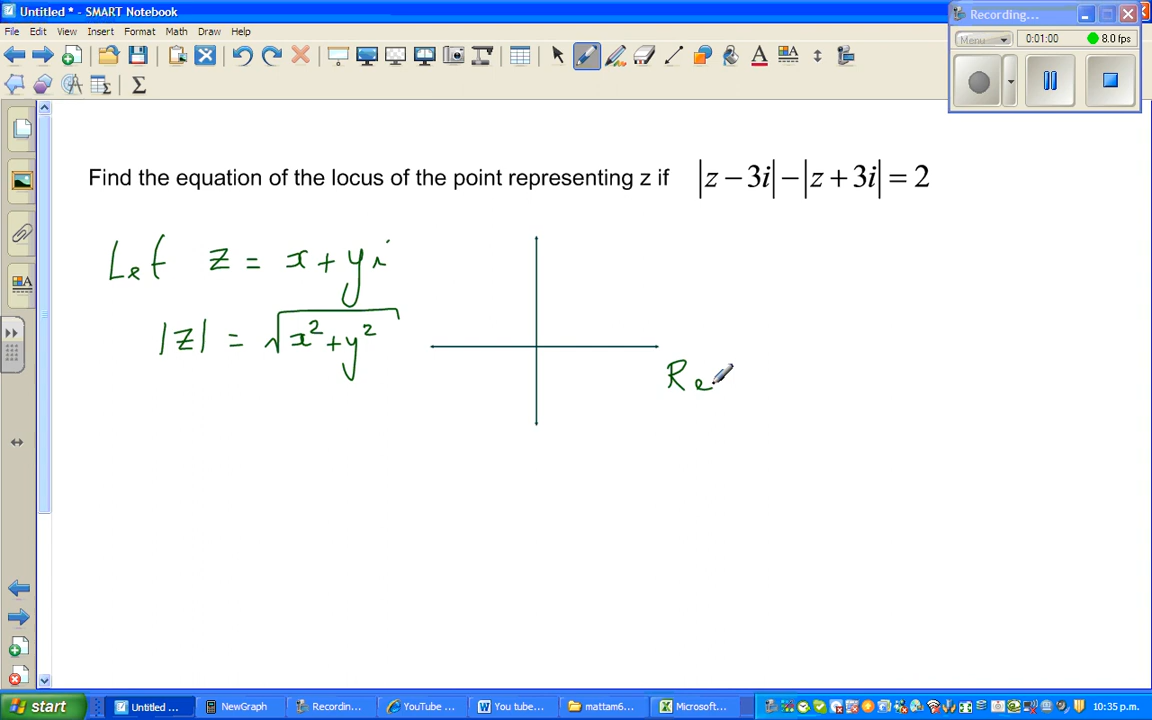 Untitled * - SMART Notebook
Recording...
File Edit View Insert Format Math Draw Help
Menu
0:01:00
8.0 fps
Find the equation of the locus of the point representing z if |z − 3i| − |z + 3i| = 2
Let z = x + yi
|z| = √x²+y²
Re
start
Untitled ...
NewGraph
Recordin...
YouTube ...
You tube...
mattam6...
Microsoft...
10:35 p.m.